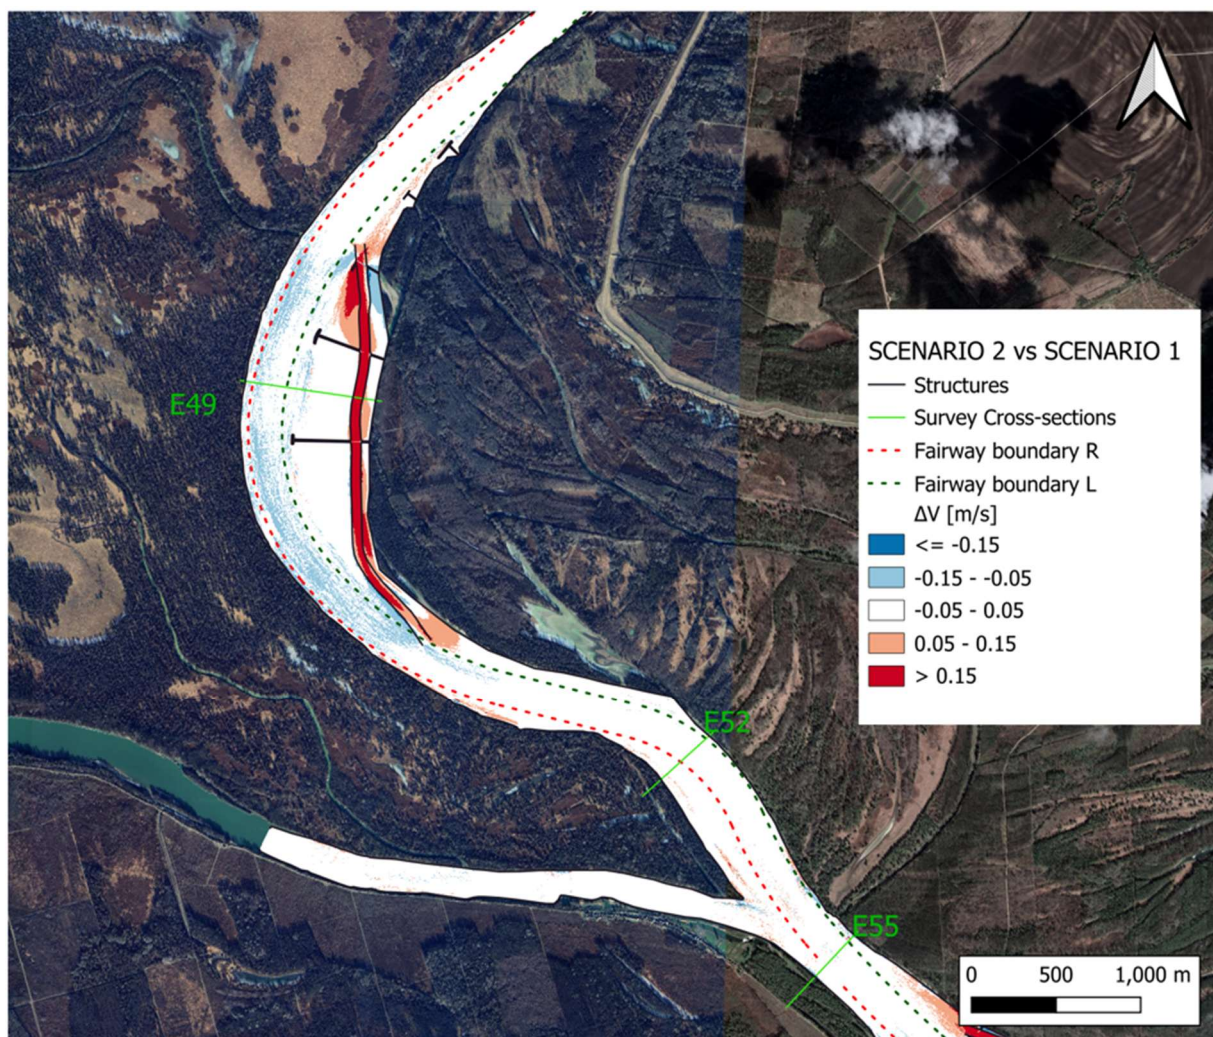 E49
SCENARIO 2 vs SCENARIO 1
Structures
Survey Cross-sections
Fairway boundary R
Fairway boundary L
ΔV [m/s]
<= -0.15
-0.15 - -0.05
-0.05 - 0.05
0.05 - 0.15
> 0.15
E52
E55
0 500 1,000 m